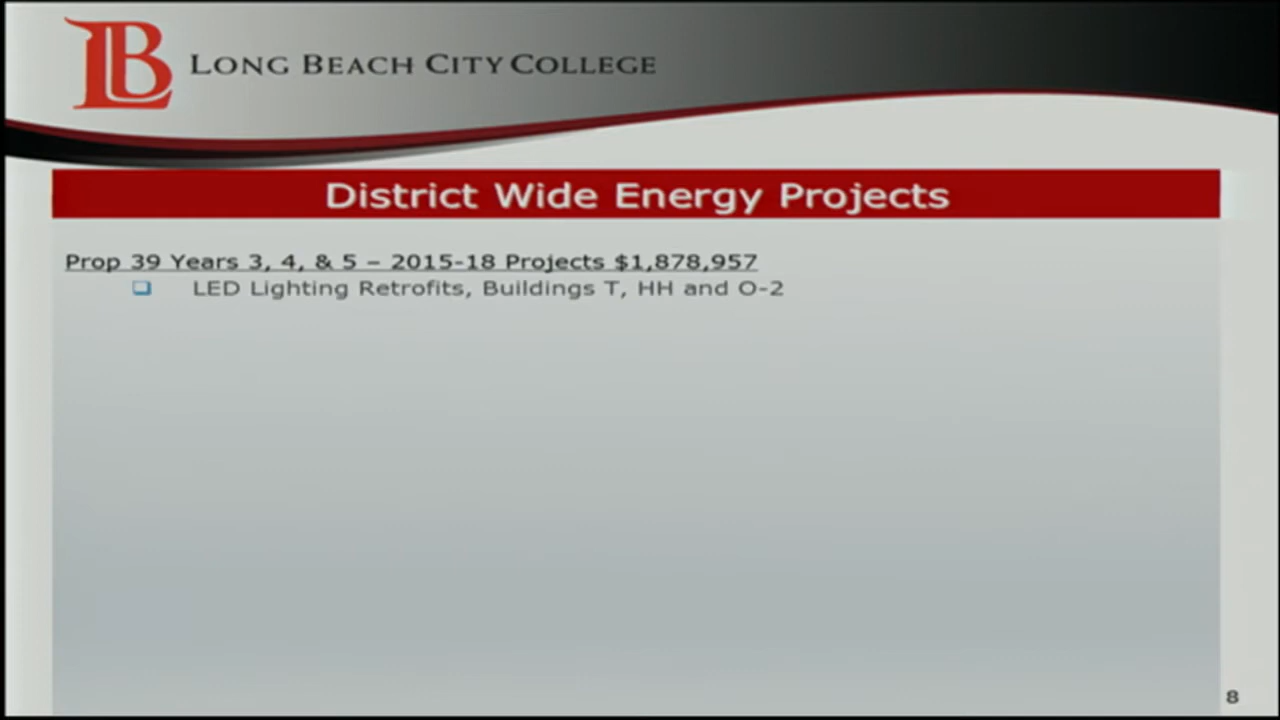 LB LONG BEACH CITY COLLEGE
District Wide Energy Projects
Prop 39 Years 3, 4, & 5 – 2015-18 Projects $1,878,957
LED Lighting Retrofits, Buildings T, HH and O-2
8